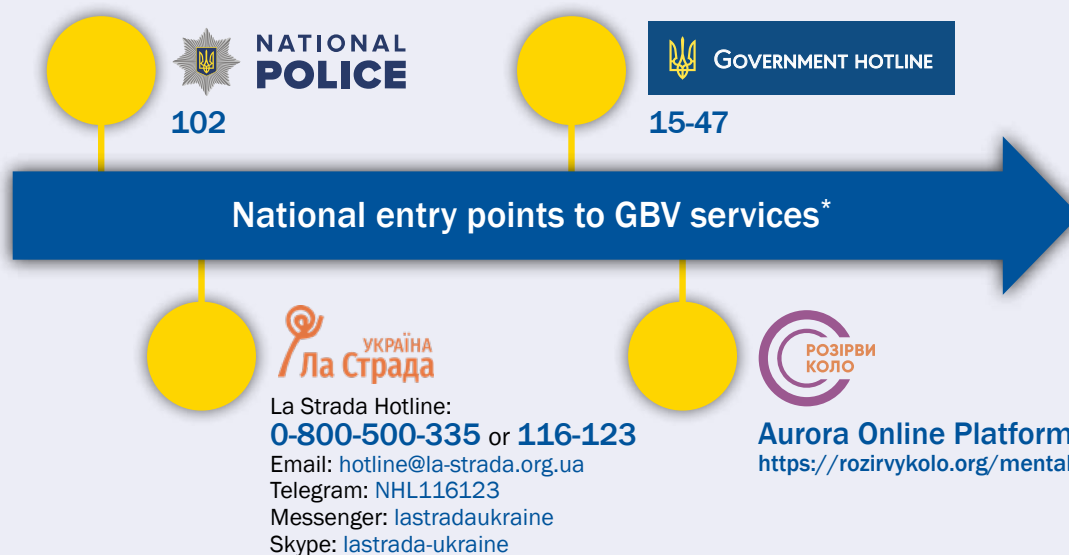 NATIONAL
POLICE
102
GOVERNMENT HOTLINE
15-47
National entry points to GBV services*
УКРАЇНА
Ла Страда
La Strada Hotline:
0-800-500-335 or 116-123
Email: hotline@la-strada.org.ua
Telegram: NHL116123
Messenger: lastradaukraine
Skype: lastrada-ukraine
РОЗІРВИ
КОЛО
Aurora Online Platform
https://rozirvykolo.org/mental